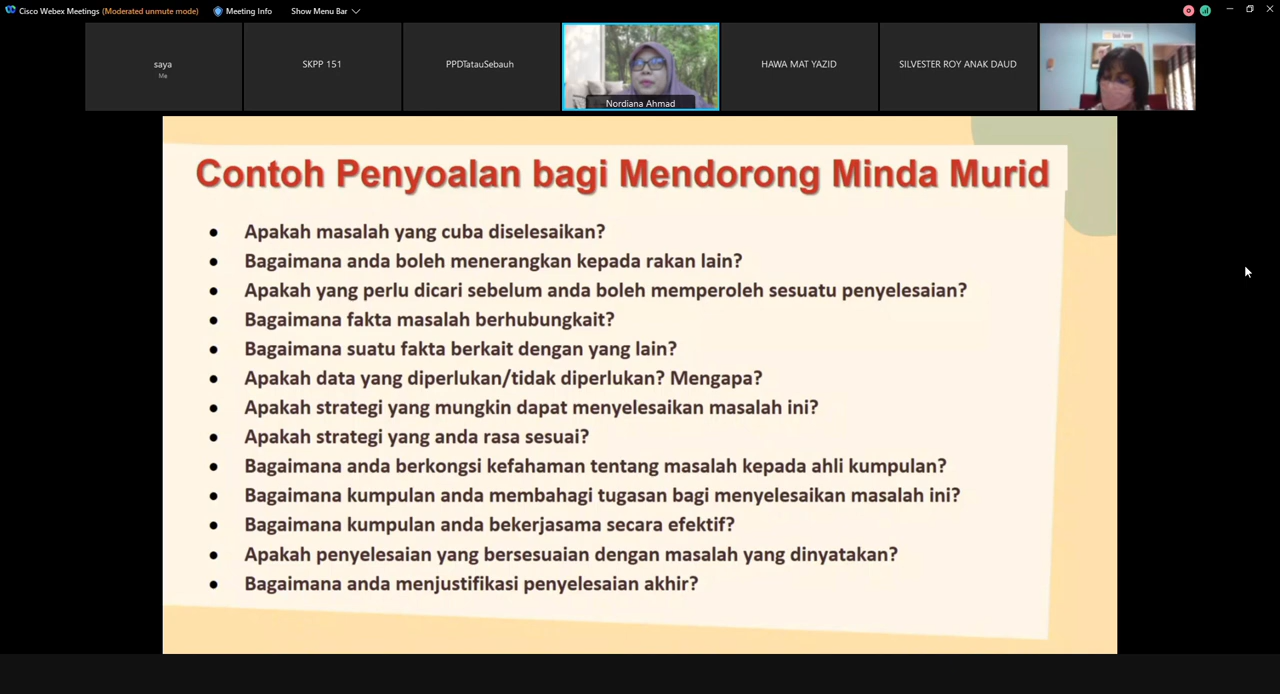 Cisco Webex Meetings (Moderated unmute mode) Meeting Info Show Menu Bar
saya
Me
SKPP 151
PPDTatauSebauh
Nordiana Ahmad
HAWA MAT YAZID
SILVESTER ROY ANAK DAUD
Contoh Penyoalan bagi Mendorong Minda Murid
• Apakah masalah yang cuba diselesaikan?
• Bagaimana anda boleh menerangkan kepada rakan lain?
• Apakah yang perlu dicari sebelum anda boleh memperoleh sesuatu penyelesaian?
• Bagaimana fakta masalah berhubungkait?
• Bagaimana suatu fakta berkait dengan yang lain?
• Apakah data yang diperlukan/tidak diperlukan? Mengapa?
• Apakah strategi yang mungkin dapat menyelesaikan masalah ini?
• Apakah strategi yang anda rasa sesuai?
• Bagaimana anda berkongsi kefahaman tentang masalah kepada ahli kumpulan?
• Bagaimana kumpulan anda membahagi tugasan bagi menyelesaikan masalah ini?
• Bagaimana kumpulan anda bekerjasama secara efektif?
• Apakah penyelesaian yang bersesuaian dengan masalah yang dinyatakan?
• Bagaimana anda menjustifikasi penyelesaian akhir?